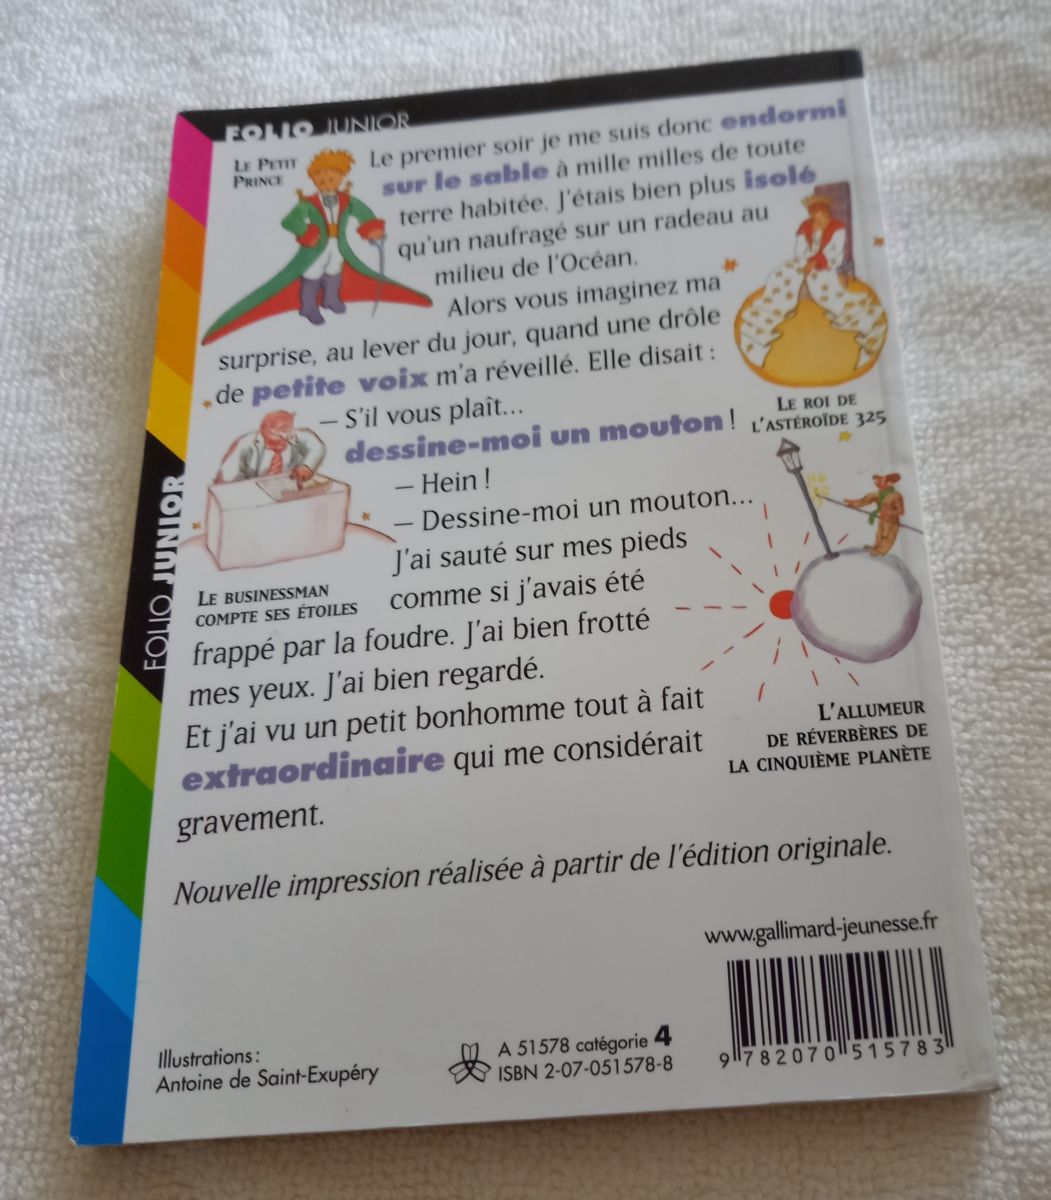 FOLIO JUNIOR
LE PETIT
PRINCE
Le premier soir je me suis donc endormi
sur le sable à mille milles de toute
terre habitée. J'étais bien plus isolé
qu'un naufragé sur un radeau au
milieu de l'Océan.
Alors vous imaginez ma
surprise, au lever du jour, quand une drôle
de petite voix m'a réveillé. Elle disait :
– S'il vous plaît...
dessine-moi un mouton !
LE ROI DE
L'ASTÉROÏDE 325
– Hein !
– Dessine-moi un mouton...
J'ai sauté sur mes pieds
LE BUSINESSMAN
COMPTE SES ÉTOILES
comme si j'avais été
frappé par la foudre. J'ai bien frotté
mes yeux. J'ai bien regardé.
Et j'ai vu un petit bonhomme tout à fait
extraordinaire qui me considérait
gravement.
L'ALLUMEUR
DE RÉVERBÈRES DE
LA CINQUIÈME PLANÈTE
FOLIO JUNIOR
Nouvelle impression réalisée à partir de l'édition originale.
www.gallimard-jeunesse.fr
Illustrations :
Antoine de Saint-Exupéry
A 51578 catégorie 4
ISBN 2-07-051578-8
9 782070 515783